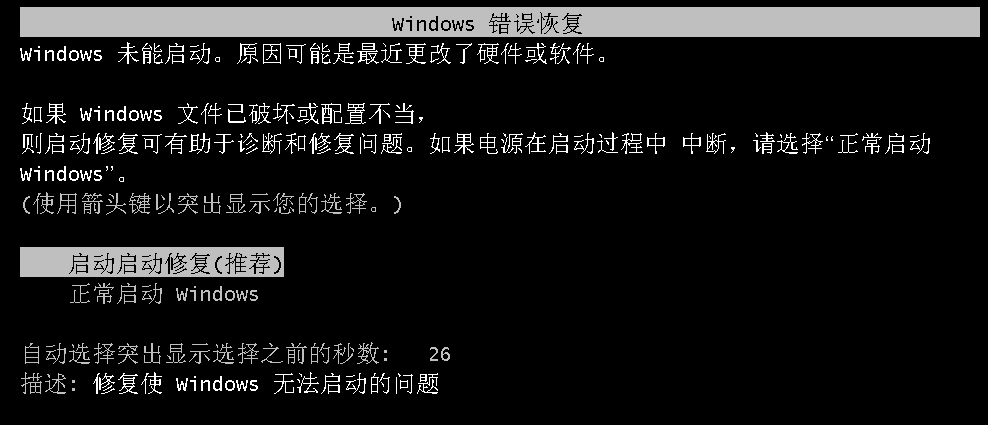 Windows 错误恢复
Windows 未能启动。原因可能是最近更改了硬件或软件。
如果 Windows 文件已破坏或配置不当，
则启动修复可有助于诊断和修复问题。如果电源在启动过程中 中断，请选择“正常启动
Windows”。
(使用箭头键以突出显示您的选择。)
启动启动修复(推荐)
正常启动 Windows
自动选择突出显示选择之前的秒数: 26
描述: 修复使 Windows 无法启动的问题